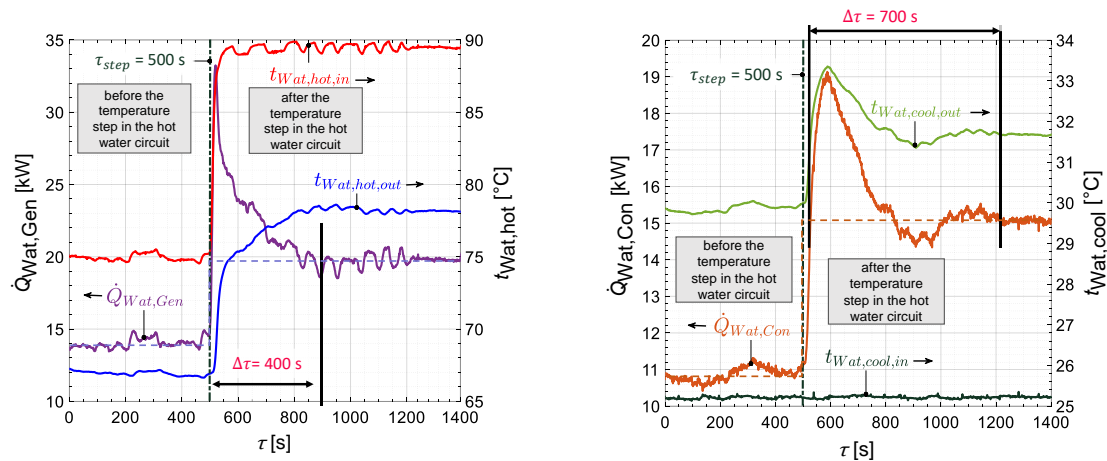 35
30
25
20
15
10
Q̇Wat,Gen [kW]
90
85
80
75
70
65
tWat,hot [°C]
0 200 400 600 800 1000 1200 1400
τ [s]
τstep = 500 s
before the
temperature
step in the hot
water circuit
tWat,hot,in
after the
temperature
step in the hot
water circuit
tWat,hot,out
Q̇Wat,Gen
Δτ= 400 s
Δτ = 700 s
20
19
18
17
16
15
14
13
12
11
10
Q̇Wat,Con [kW]
34
33
32
31
30
29
28
27
26
25
tWat,cool [°C]
0 200 400 600 800 1000 1200 1400
τ [s]
τstep = 500 s
tWat,cool,out
before the
temperature
step in the hot
water circuit
after the
temperature
step in the hot
water circuit
Q̇Wat,Con
tWat,cool,in